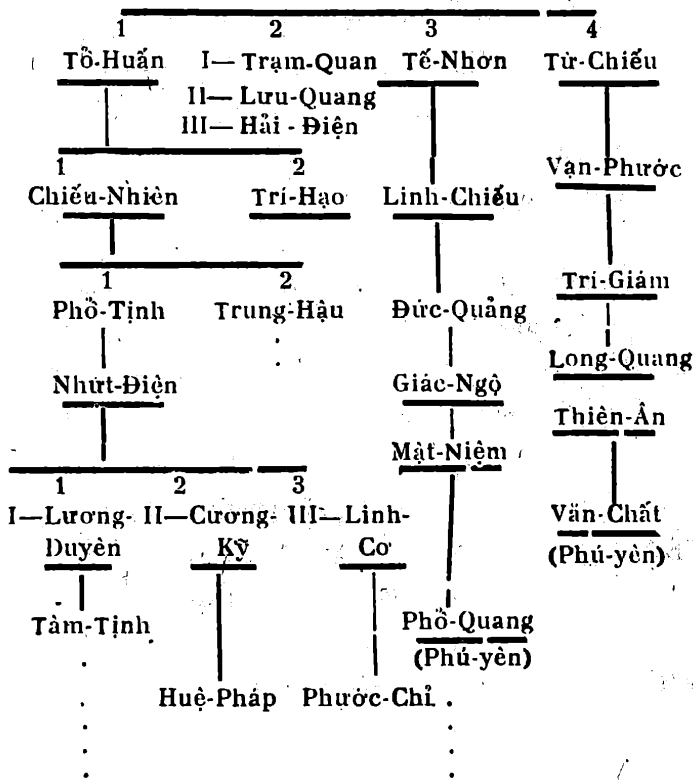 1 2 3 4
Tổ-Huấn I— Trạm-Quan Tế-Nhơn Từ-Chiếu
II— Lưu-Quang
III— Hải - Điện
1 2
Vạn-Phước
Chiếu-Nhiên Trí-Hạo Linh-Chiếu
1 2
Trí-Giám
Phổ-Tịnh Trung-Hậu Đức-Quảng
Long-Quang
Nhứt-Điện Giác-Ngộ
Thiên-Ân
Mật-Niệm
1 2 3
I—Lương- II—Cương- III—Linh- Văn-Chất
Duyên Kỹ Cơ (Phú-yên)
Tâm-Tịnh Phổ-Quang
(Phú-yên)
Huệ-Pháp Phước-Chỉ